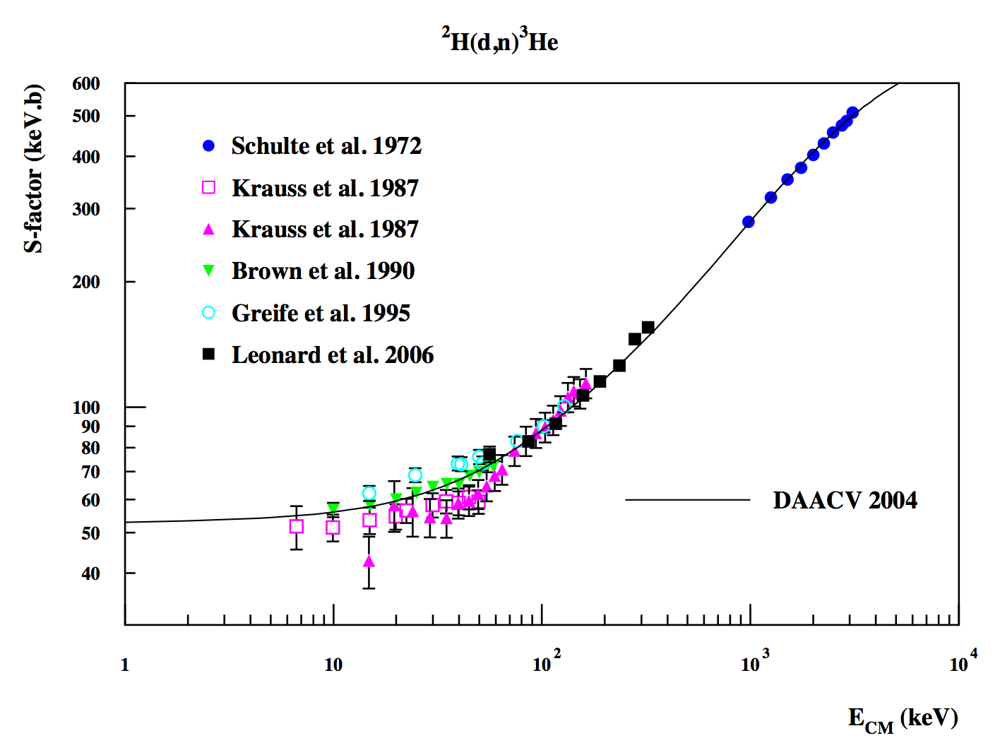 ²H(d,n)³He
S-factor (keV.b)
600
500
400
300
200
100
90
80
70
60
50
40
Schulte et al. 1972
Krauss et al. 1987
Krauss et al. 1987
Brown et al. 1990
Greife et al. 1995
Leonard et al. 2006
DAACV 2004
1 10 10² 10³ 10⁴
E_CM (keV)